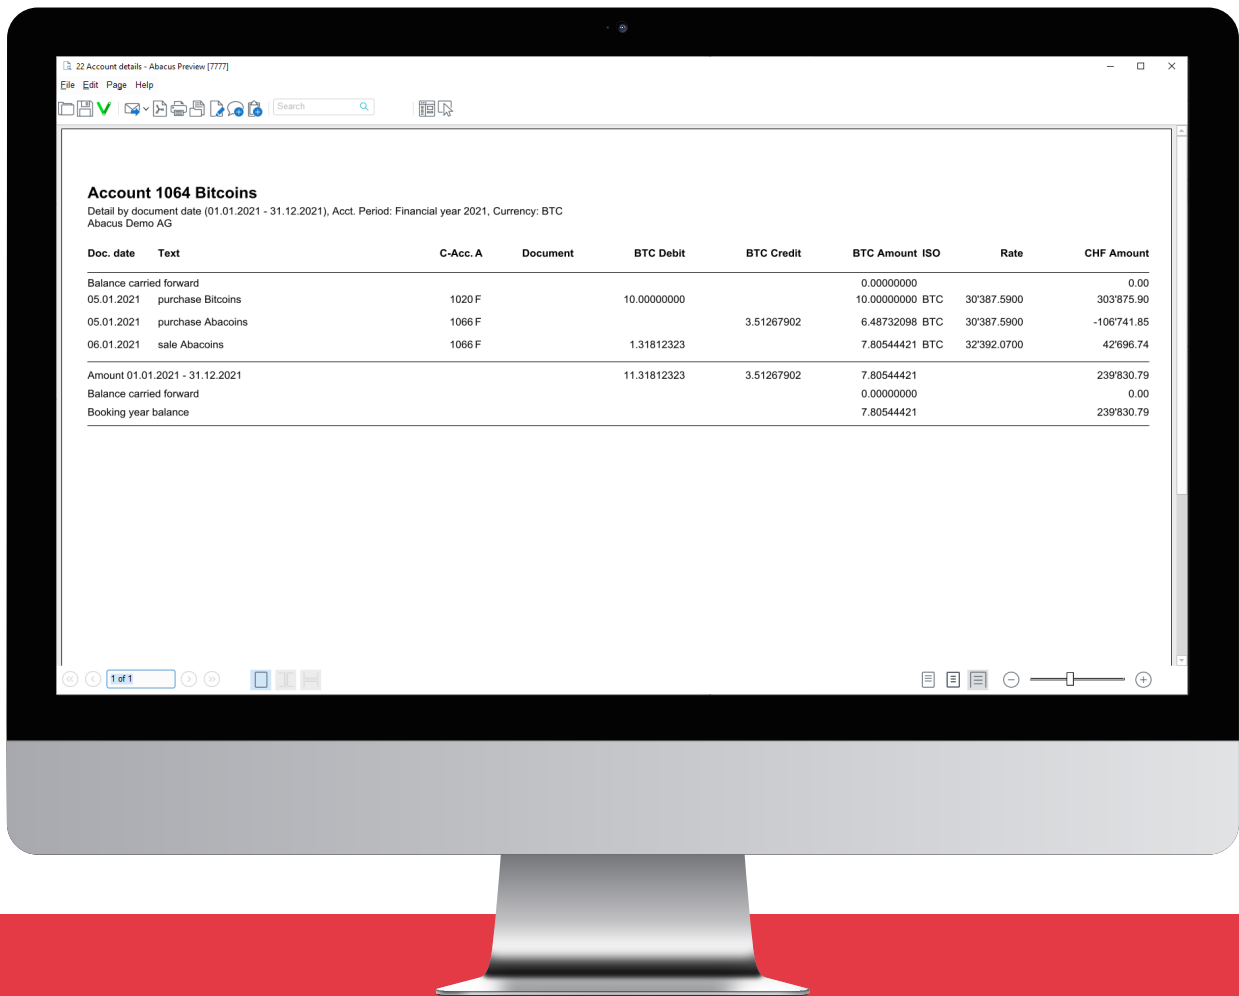 22 Account details - Abacus Preview [7777]
File Edit Page Help
Search
Account 1064 Bitcoins
Detail by document date (01.01.2021 - 31.12.2021), Acct. Period: Financial year 2021, Currency: BTC
Abacus Demo AG
Doc. date Text C-Acc. A Document BTC Debit BTC Credit BTC Amount ISO Rate CHF Amount
Balance carried forward 0.00000000 0.00
05.01.2021 purchase Bitcoins 1020 F 10.00000000 10.00000000 BTC 30'387.5900 303'875.90
05.01.2021 purchase Abacoins 1066 F 3.51267902 6.48732098 BTC 30'387.5900 -106'741.85
06.01.2021 sale Abacoins 1066 F 1.31812323 7.80544421 BTC 32'392.0700 42'696.74
Amount 01.01.2021 - 31.12.2021 11.31812323 3.51267902 7.80544421 239'830.79
Balance carried forward 0.00000000 0.00
Booking year balance 7.80544421 239'830.79
1 of 1